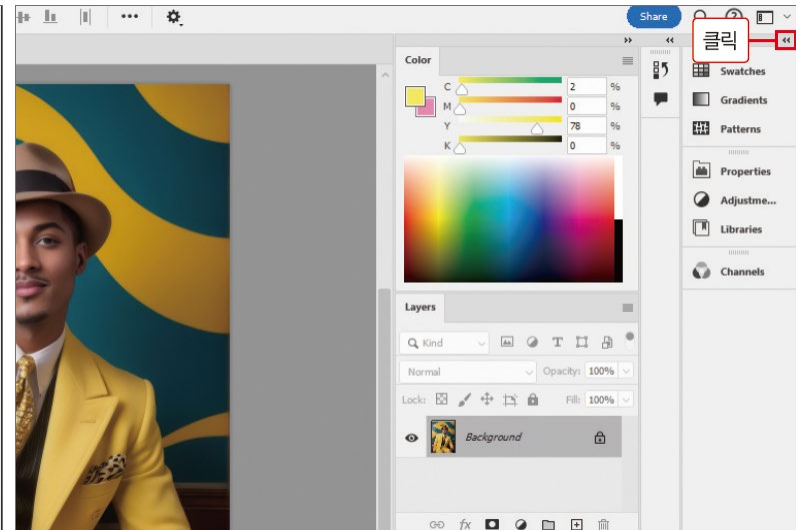 Share
클릭
Color
C 2 %
M 0 %
Y 78 %
K 0 %
Swatches
Gradients
Patterns
Properties
Adjustme...
Libraries
Channels
Layers
Kind
Normal Opacity: 100%
Lock: Fill: 100%
Background
fx